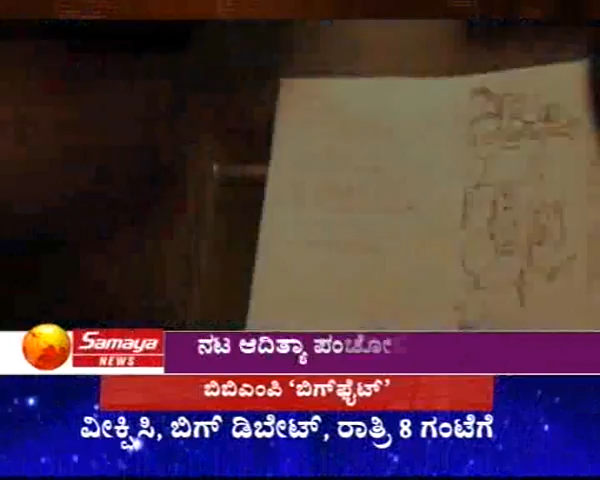 Samaya
NEWS
ನಟ ಆದಿತ್ಯಾ ಪಂಚೋ
ಬಿಬಿಎಂಪಿ ‘ಬಿಗ್‌ಫೈಟ್’
ವೀಕ್ಷಿಸಿ, ಬಿಗ್ ಡಿಬೇಟ್, ರಾತ್ರಿ 8 ಗಂಟೆಗೆ